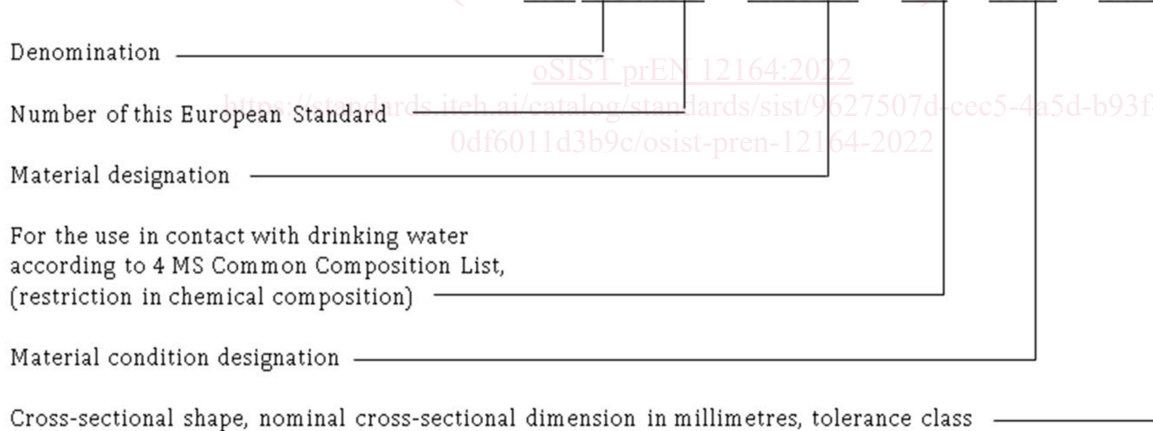 Denomination
oSIST prEN 12164:2022
Number of this European Standard
https://standards.iteh.ai/catalog/standards/sist/9627507d-cec5-4a5d-b93f-
0df6011d3b9c/osist-pren-12164-2022
Material designation
For the use in contact with drinking water
according to 4 MS Common Composition List,
(restriction in chemical composition)
Material condition designation
Cross-sectional shape, nominal cross-sectional dimension in millimetres, tolerance class